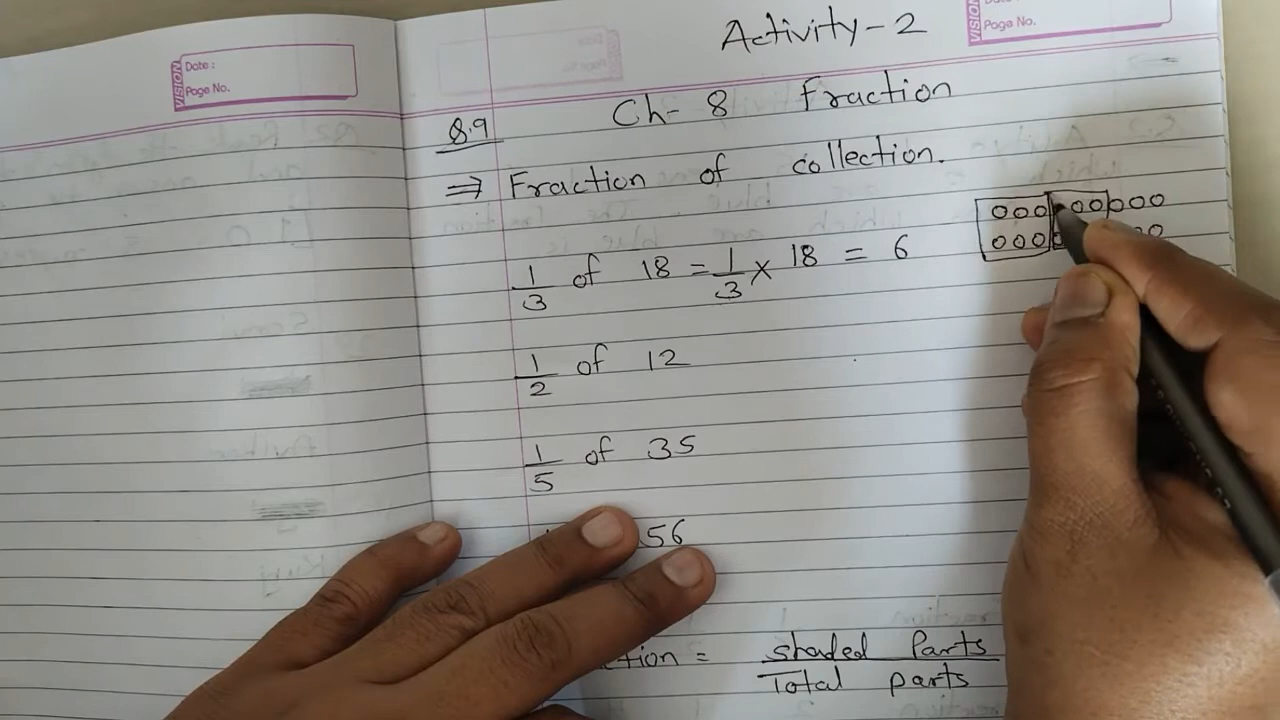 VISION Date :
Page No.
VISION
Page No.
Activity-2
Ch- 8 Fraction
8.9
⇒ Fraction of collection.
1/3 of 18 = 1/3 × 18 = 6
1/2 of 12
1/5 of 35
56
= Shaded Parts / Total parts